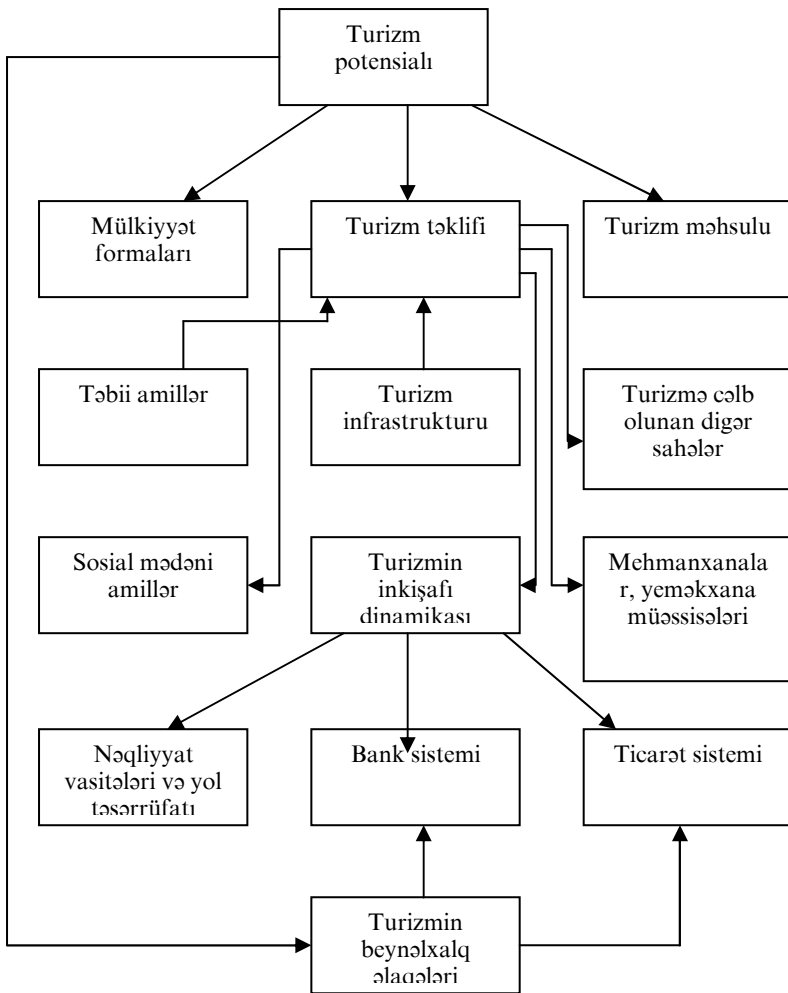 Turizm
potensialı
Mülkiyyət
formaları
Turizm təklifi
Turizm məhsulu
Təbii amillər
Turizm
infrastrukturu
Turizmə cəlb
olunan digər
sahələr
Sosial mədəni
amillər
Turizmin
inkişafı
dinamikası
Mehmanxanala
r, yeməkxana
müəssisələri
Nəqliyyat
vasitələri və yol
təsərrüfatı
Bank sistemi
Ticarət sistemi
Turizmin
beynəlxalq
əlaqələri